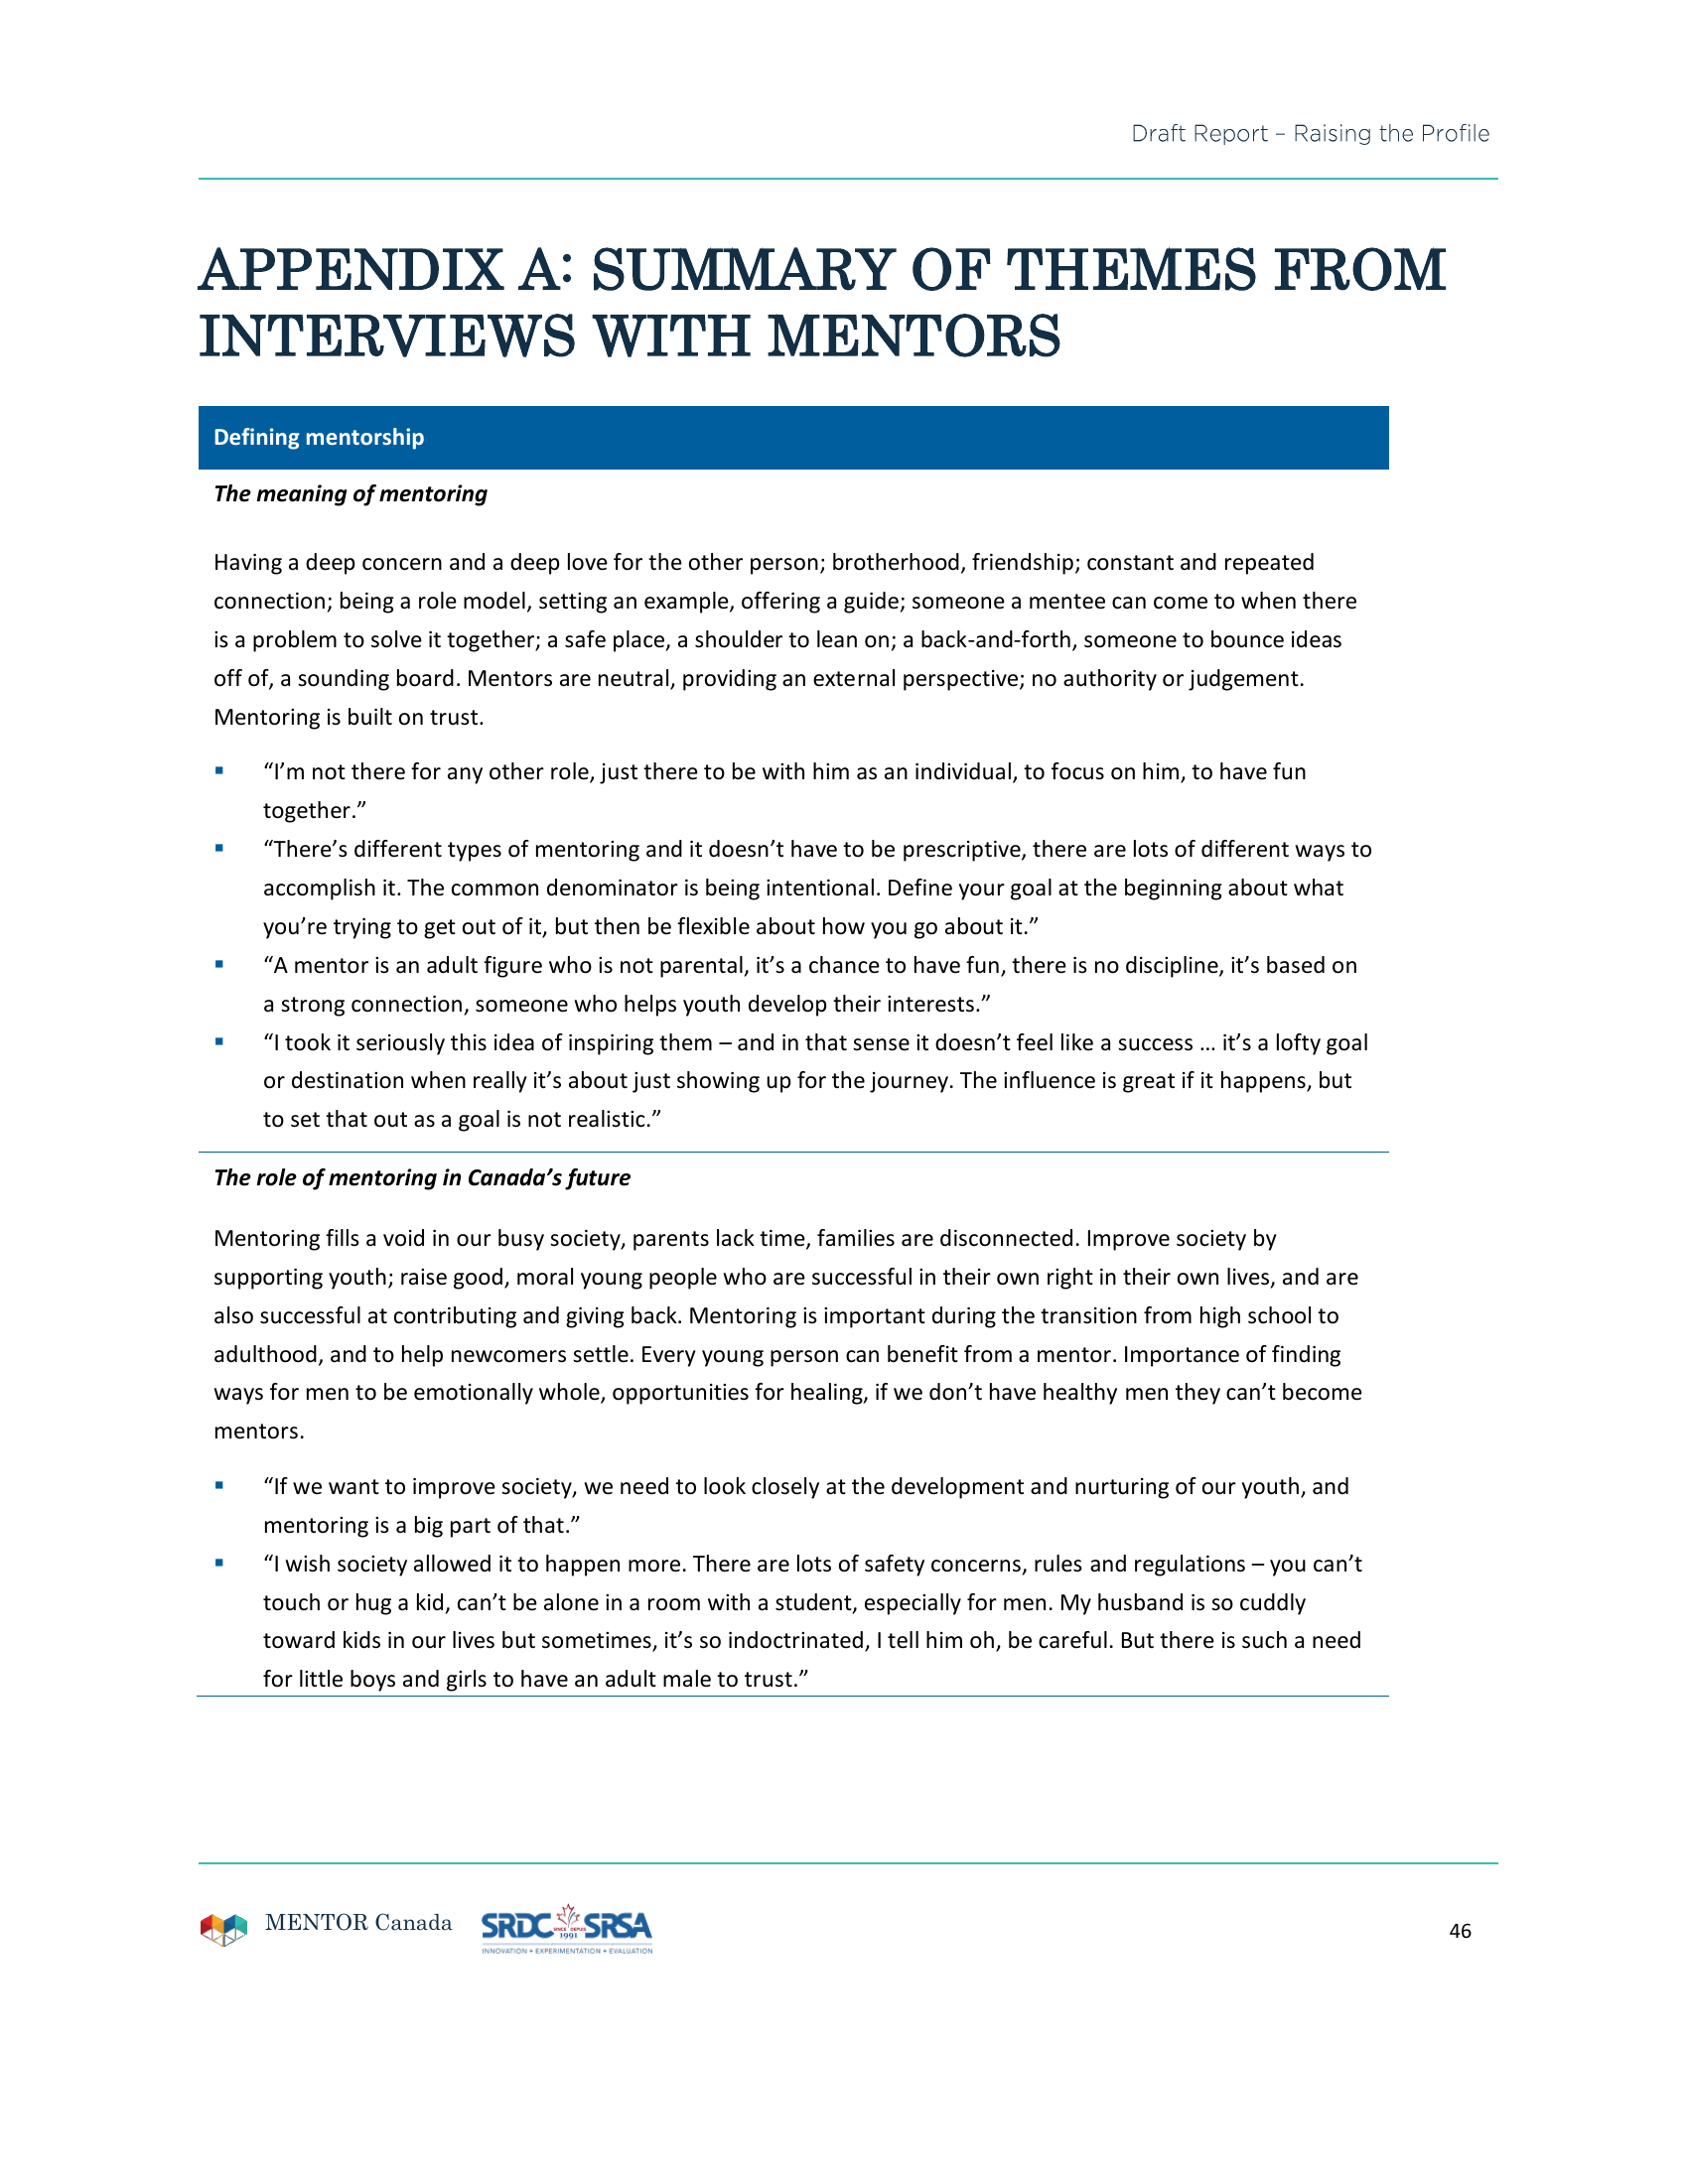 Draft Report – Raising the Profile
APPENDIX A: SUMMARY OF THEMES FROM
INTERVIEWS WITH MENTORS
Defining mentorship
The meaning of mentoring
Having a deep concern and a deep love for the other person; brotherhood, friendship; constant and repeated
connection; being a role model, setting an example, offering a guide; someone a mentee can come to when there
is a problem to solve it together; a safe place, a shoulder to lean on; a back-and-forth, someone to bounce ideas
off of, a sounding board. Mentors are neutral, providing an external perspective; no authority or judgement.
Mentoring is built on trust.
▪ “I’m not there for any other role, just there to be with him as an individual, to focus on him, to have fun
together.”
▪ “There’s different types of mentoring and it doesn’t have to be prescriptive, there are lots of different ways to
accomplish it. The common denominator is being intentional. Define your goal at the beginning about what
you’re trying to get out of it, but then be flexible about how you go about it.”
▪ “A mentor is an adult figure who is not parental, it’s a chance to have fun, there is no discipline, it’s based on
a strong connection, someone who helps youth develop their interests.”
▪ “I took it seriously this idea of inspiring them – and in that sense it doesn’t feel like a success … it’s a lofty goal
or destination when really it’s about just showing up for the journey. The influence is great if it happens, but
to set that out as a goal is not realistic.”
The role of mentoring in Canada’s future
Mentoring fills a void in our busy society, parents lack time, families are disconnected. Improve society by
supporting youth; raise good, moral young people who are successful in their own right in their own lives, and are
also successful at contributing and giving back. Mentoring is important during the transition from high school to
adulthood, and to help newcomers settle. Every young person can benefit from a mentor. Importance of finding
ways for men to be emotionally whole, opportunities for healing, if we don’t have healthy men they can’t become
mentors.
▪ “If we want to improve society, we need to look closely at the development and nurturing of our youth, and
mentoring is a big part of that.”
▪ “I wish society allowed it to happen more. There are lots of safety concerns, rules and regulations – you can’t
touch or hug a kid, can’t be alone in a room with a student, especially for men. My husband is so cuddly
toward kids in our lives but sometimes, it’s so indoctrinated, I tell him oh, be careful. But there is such a need
for little boys and girls to have an adult male to trust.”
MENTOR Canada
SRDC SINCE DEPUIS 1991 SRSA
INNOVATION • EXPERIMENTATION • EVALUATION
46